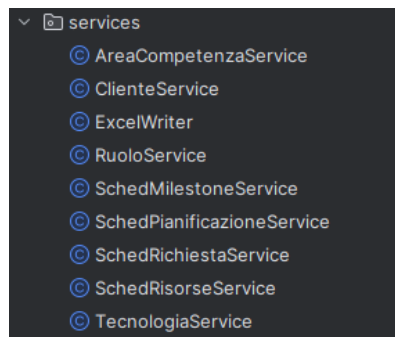 services
AreaCompetenzaService
ClienteService
ExcelWriter
RuoloService
SchedMilestoneService
SchedPianificazioneService
SchedRichiestaService
SchedRisorseService
TecnologiaService